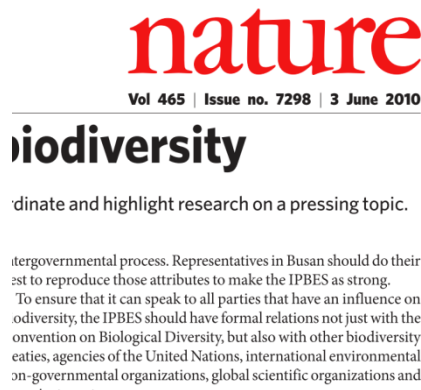 nature
Vol 465 | Issue no. 7298 | 3 June 2010
iodiversity
rdinate and highlight research on a pressing topic.
tergovernmental process. Representatives in Busan should do their
est to reproduce those attributes to make the IPBES as strong.
To ensure that it can speak to all parties that have an influence on
iodiversity, the IPBES should have formal relations not just with the
onvention on Biological Diversity, but also with other biodiversity
eaties, agencies of the United Nations, international environmental
on-governmental organizations, global scientific organizations and